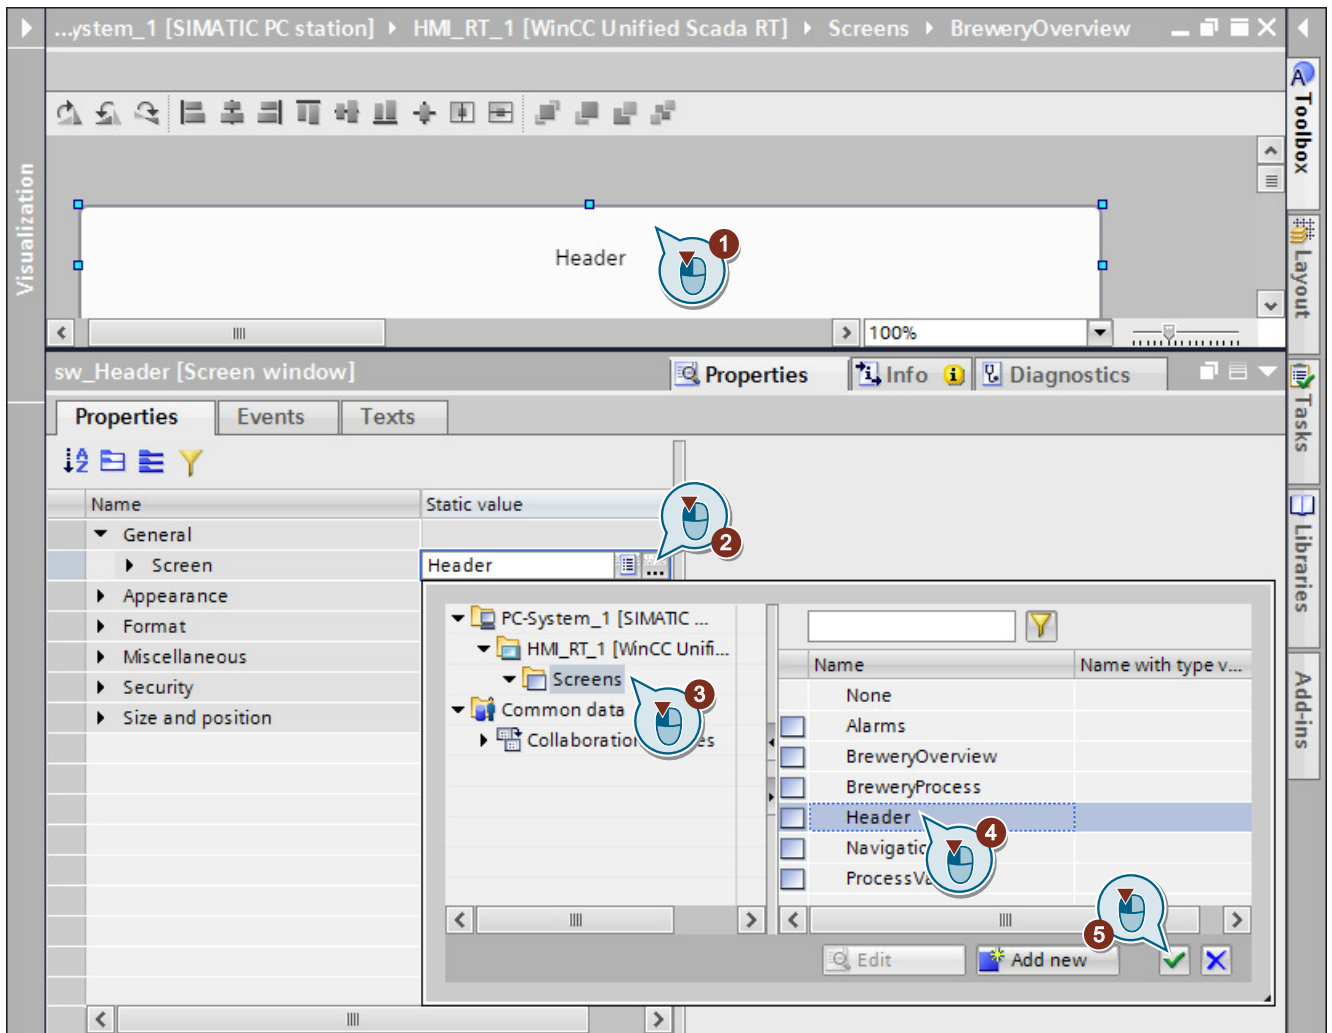 ...ystem_1 [SIMATIC PC station] HMI_RT_1 [WinCC Unified Scada RT] Screens BreweryOverview
Toolbox
Visualization
Header
1
Layout
100%
sw_Header [Screen window]
Properties Info Diagnostics
Tasks
Properties Events Texts
Name Static value
2
General
Screen Header ...
Libraries
Appearance
Format
Miscellaneous
Security
Size and position
PC-System_1 [SIMATIC ...
HMI_RT_1 [WinCC Unifi...
Screens
3
Common data
Collaboration
Name Name with type v...
None
Alarms
BreweryOverview
BreweryProcess
Header
4
Add-ins
5
Edit Add new